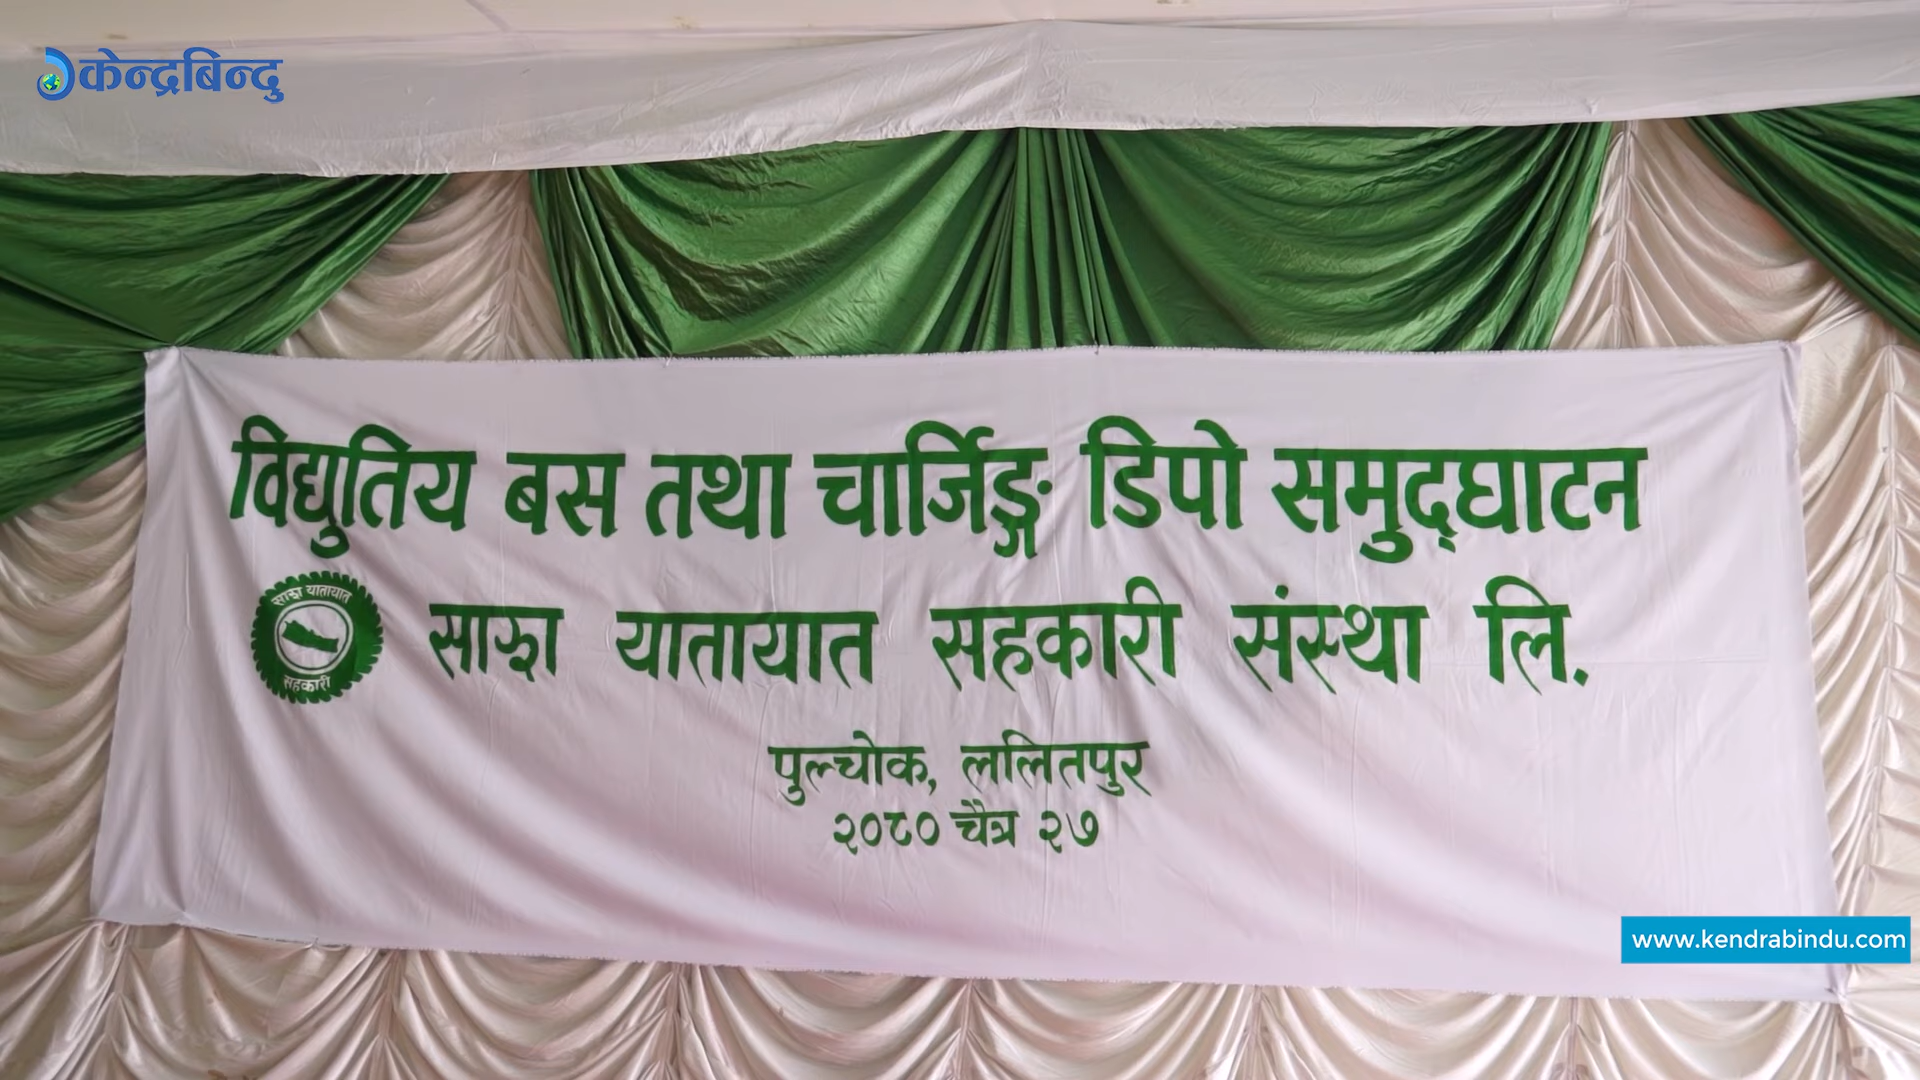 केन्द्रबिन्दु
विद्युतिय बस तथा चार्जिङ्ग डिपो समुद्घाटन
साझा यातायात
सहकारी
साझा यातायात सहकारी संस्था लि.
पुल्चोक, ललितपुर
२०८० चैत्र २७
www.kendrabindu.com